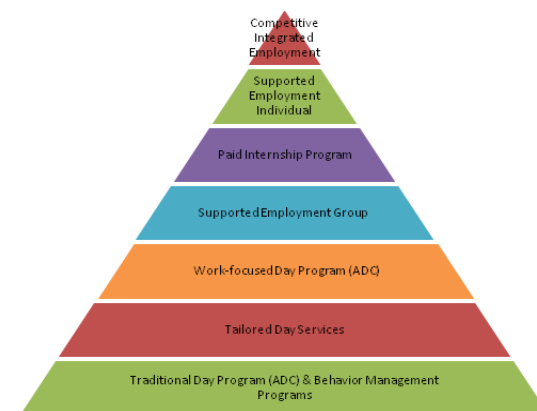 Competitive
Integrated
Employment
Supported
Employment
Individual
Paid Internship Program
Supported Employment Group
Work-focused Day Program (ADC)
Tailored Day Services
Traditional Day Program (ADC) & Behavior Management
Programs